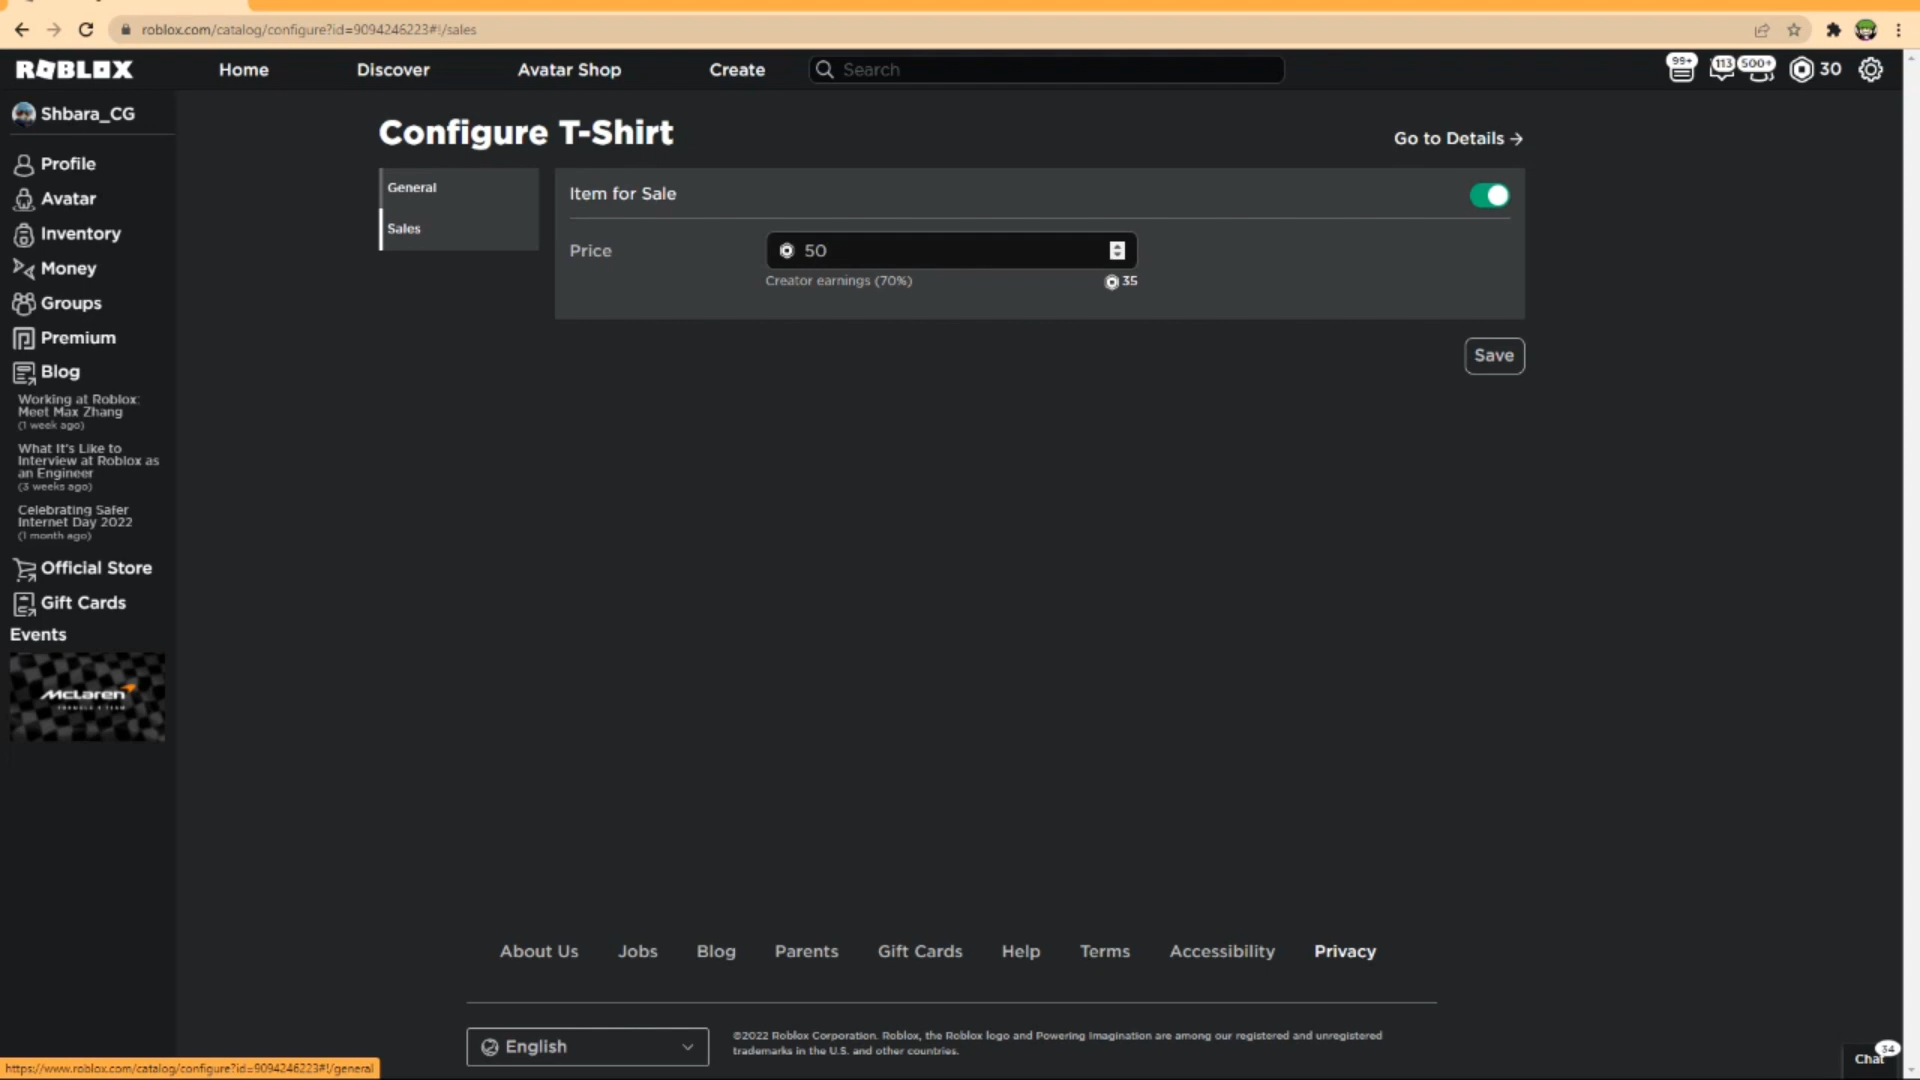 roblox.com/catalog/configure?id=9094246223#!/sales
ROBLOX
Home
Discover
Avatar Shop
Create
Search
99+
113
500+
30
Shbara_CG
Profile
Avatar
Inventory
Money
Groups
Premium
Blog
Working at Roblox:
Meet Max Zhang
(1 week ago)
What It's Like to
Interview at Roblox as
an Engineer
(3 weeks ago)
Celebrating Safer
Internet Day 2022
(1 month ago)
Official Store
Gift Cards
Events
McLaren
Configure T-Shirt
Go to Details →
General
Sales
Item for Sale
Price
50
Creator earnings (70%)
35
Save
About Us
Jobs
Blog
Parents
Gift Cards
Help
Terms
Accessibility
Privacy
English
©2022 Roblox Corporation. Roblox, the Roblox logo and Powering Imagination are among our registered and unregistered
trademarks in the U.S. and other countries.
https://www.roblox.com/catalog/configure?id=9094246223#!/general
Chat
34